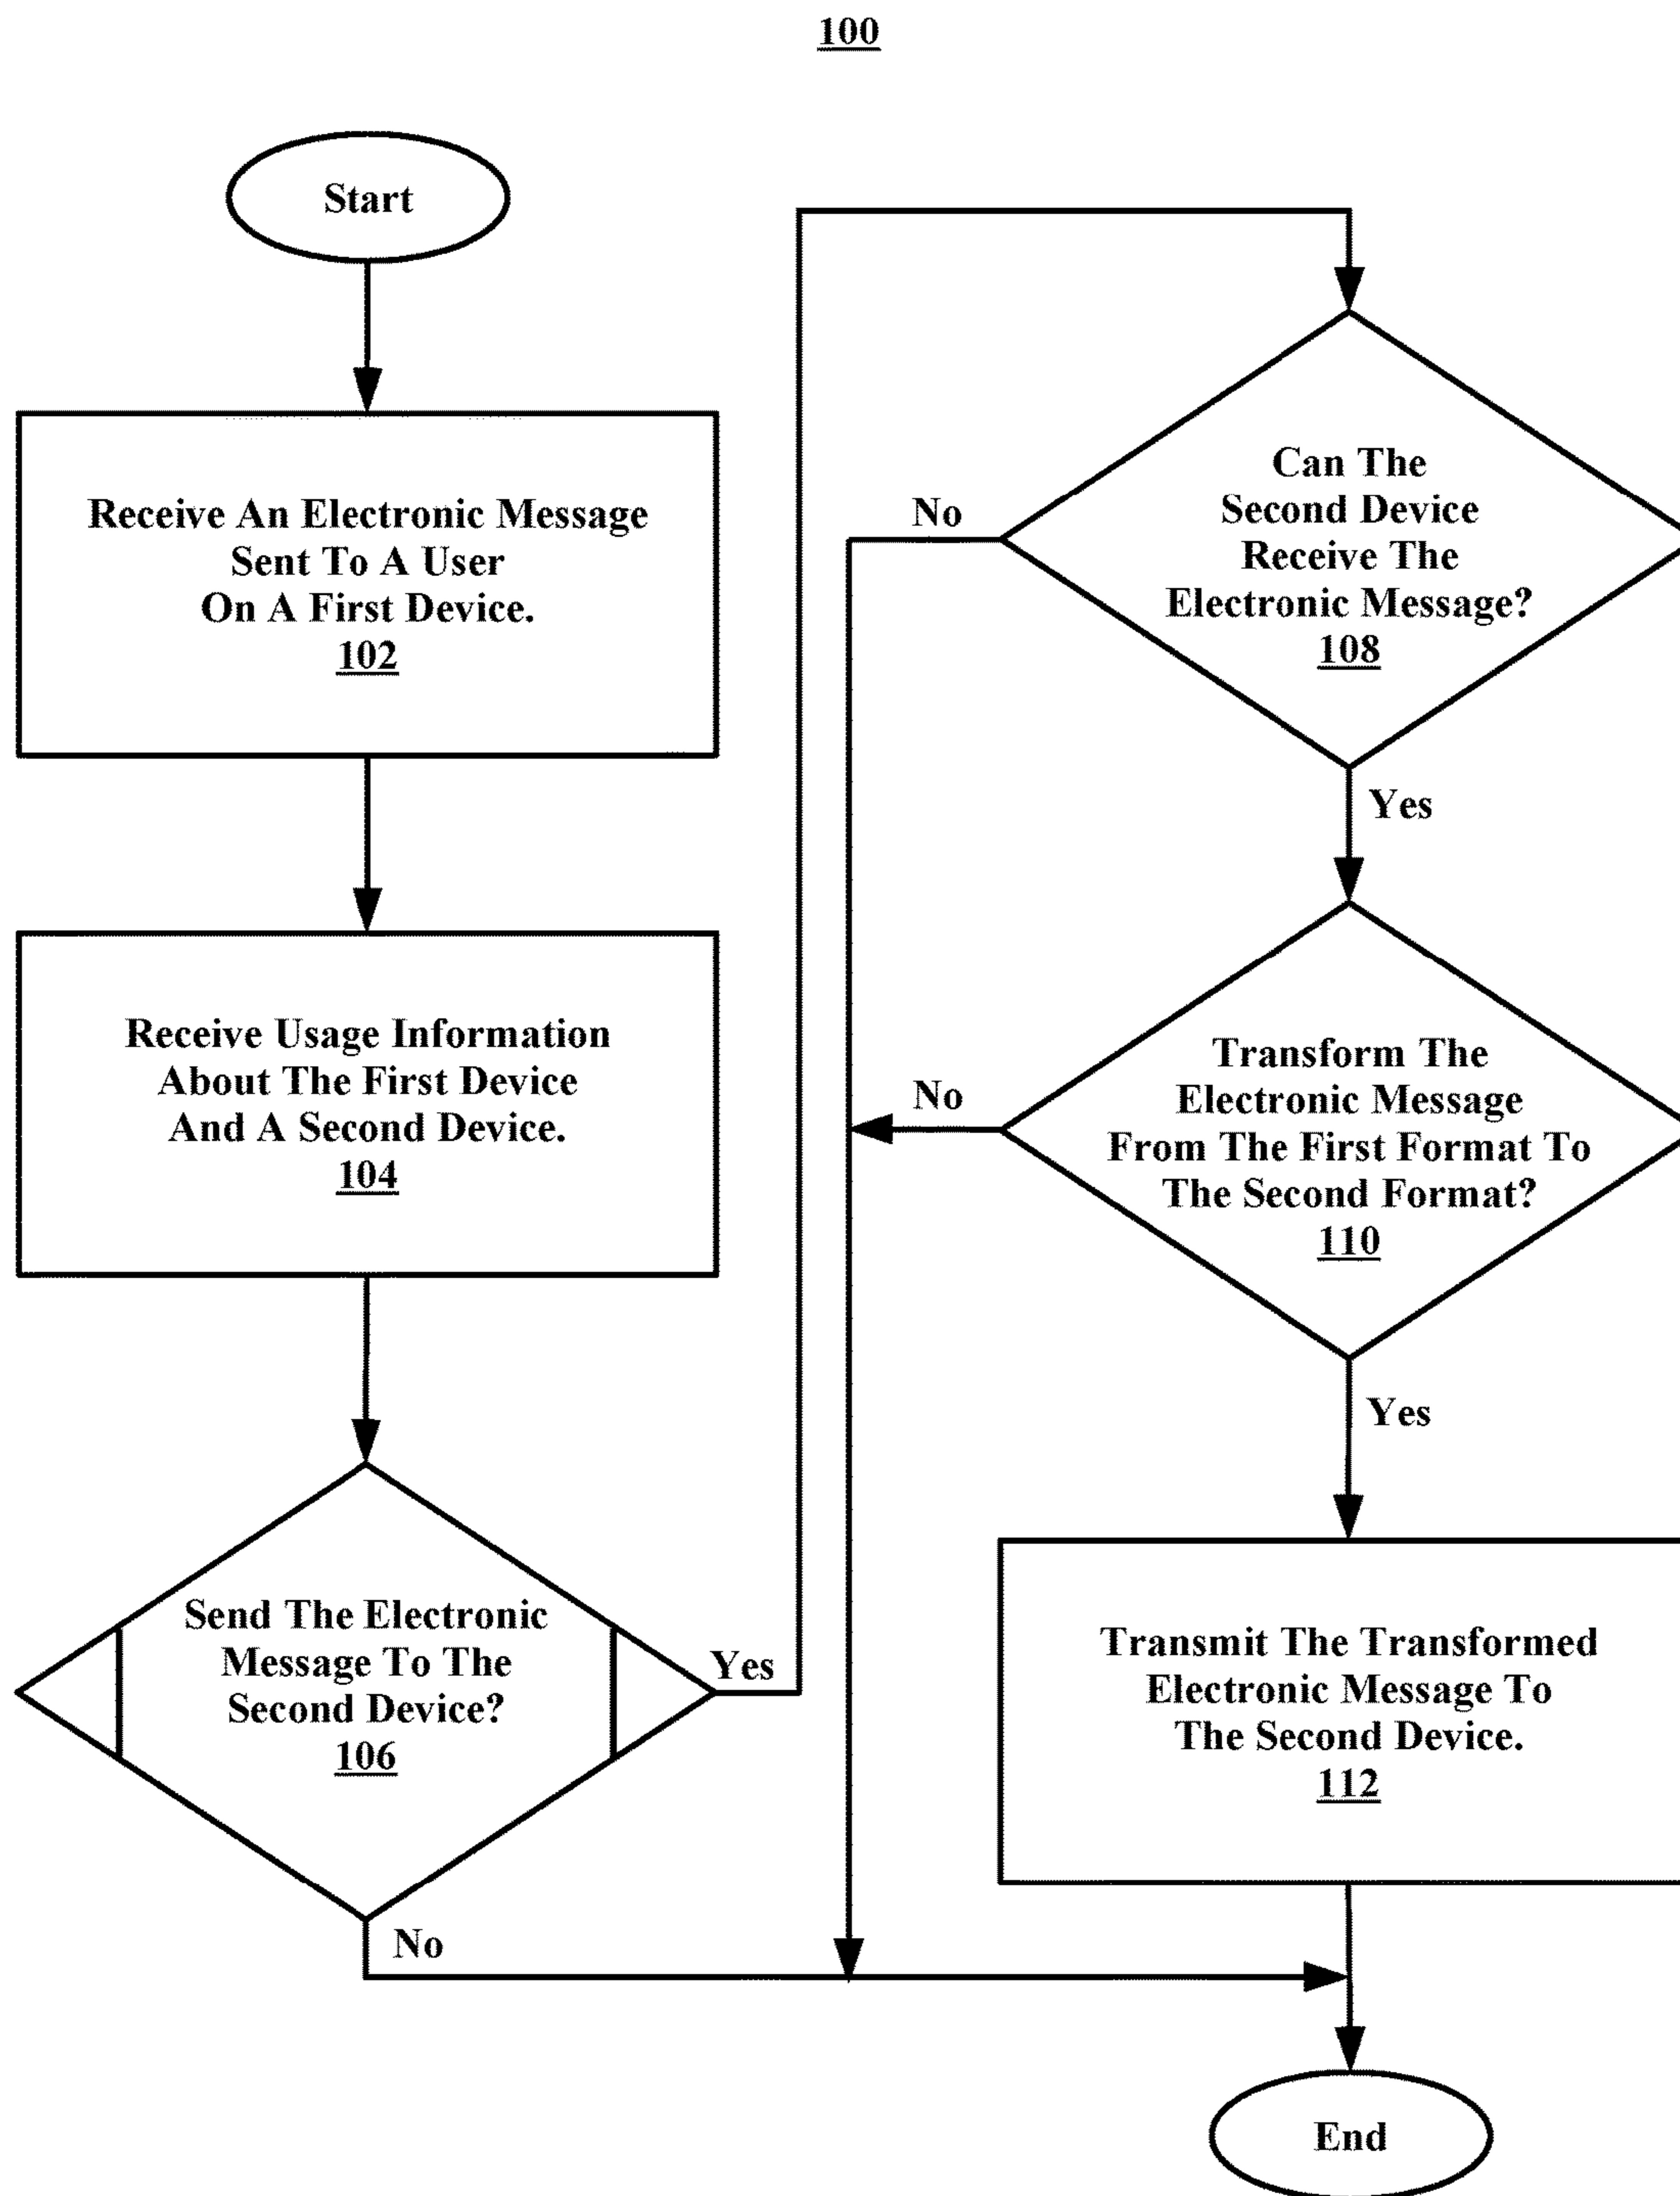 100
Start
Receive An Electronic Message
Sent To A User
On A First Device.
102
Receive Usage Information
About The First Device
And A Second Device.
104
Send The Electronic
Message To The
Second Device?
106
Yes
No
Can The
Second Device
Receive The
Electronic Message?
108
No
Yes
Transform The
Electronic Message
From The First Format To
The Second Format?
110
No
Yes
Transmit The Transformed
Electronic Message To
The Second Device.
112
End